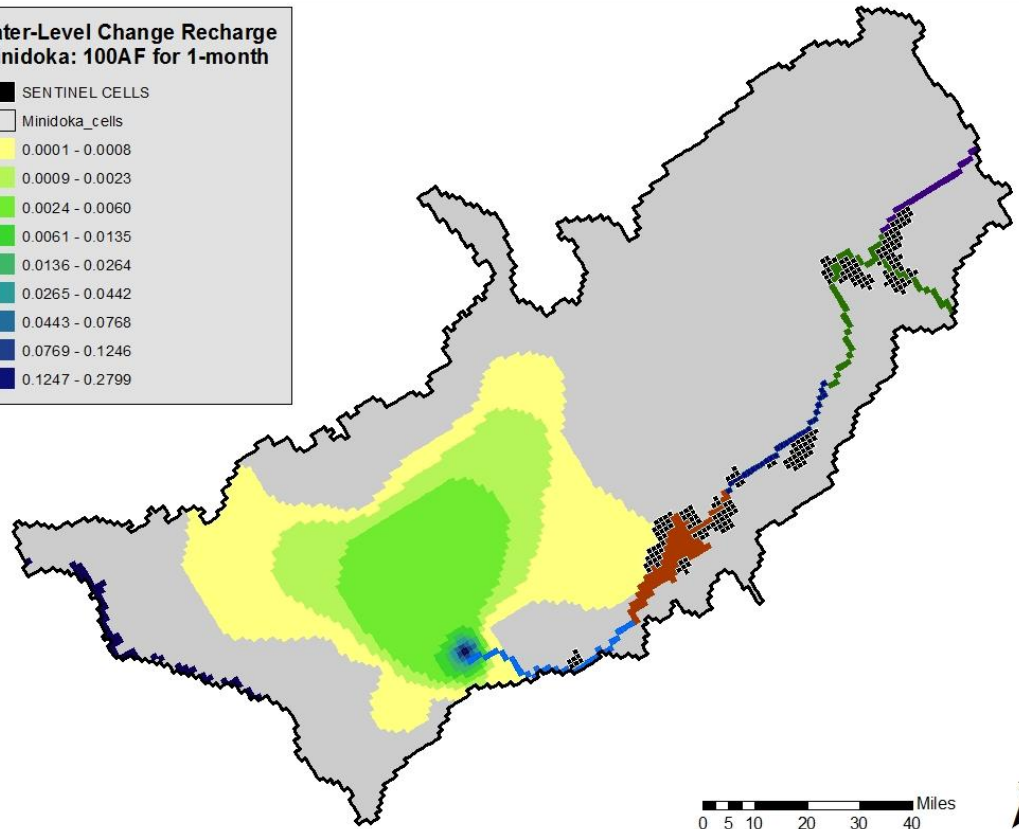 ater-Level Change Recharge
nidoka: 100AF for 1-month
SENTINEL CELLS
Minidoka_cells
0.0001 - 0.0008
0.0009 - 0.0023
0.0024 - 0.0060
0.0061 - 0.0135
0.0136 - 0.0264
0.0265 - 0.0442
0.0443 - 0.0768
0.0769 - 0.1246
0.1247 - 0.2799
Miles
0 5 10 20 30 40